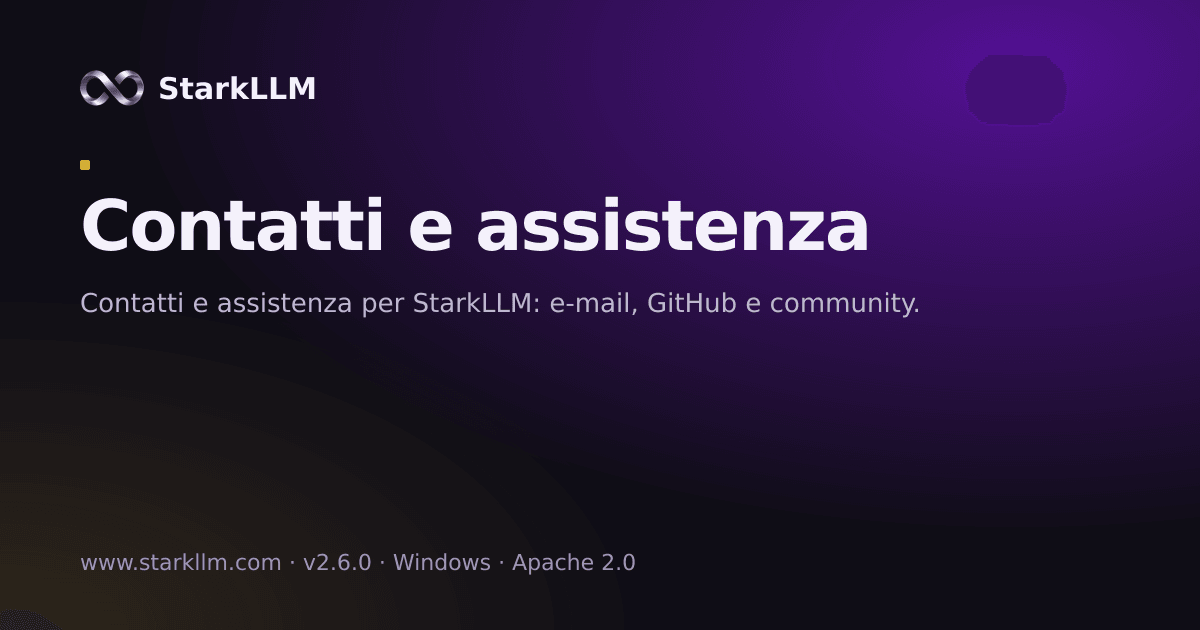 StarkLLM
Contatti e assistenza
Contatti e assistenza per StarkLLM: e-mail, GitHub e community.
www.starkllm.com · v2.6.0 · Windows · Apache 2.0